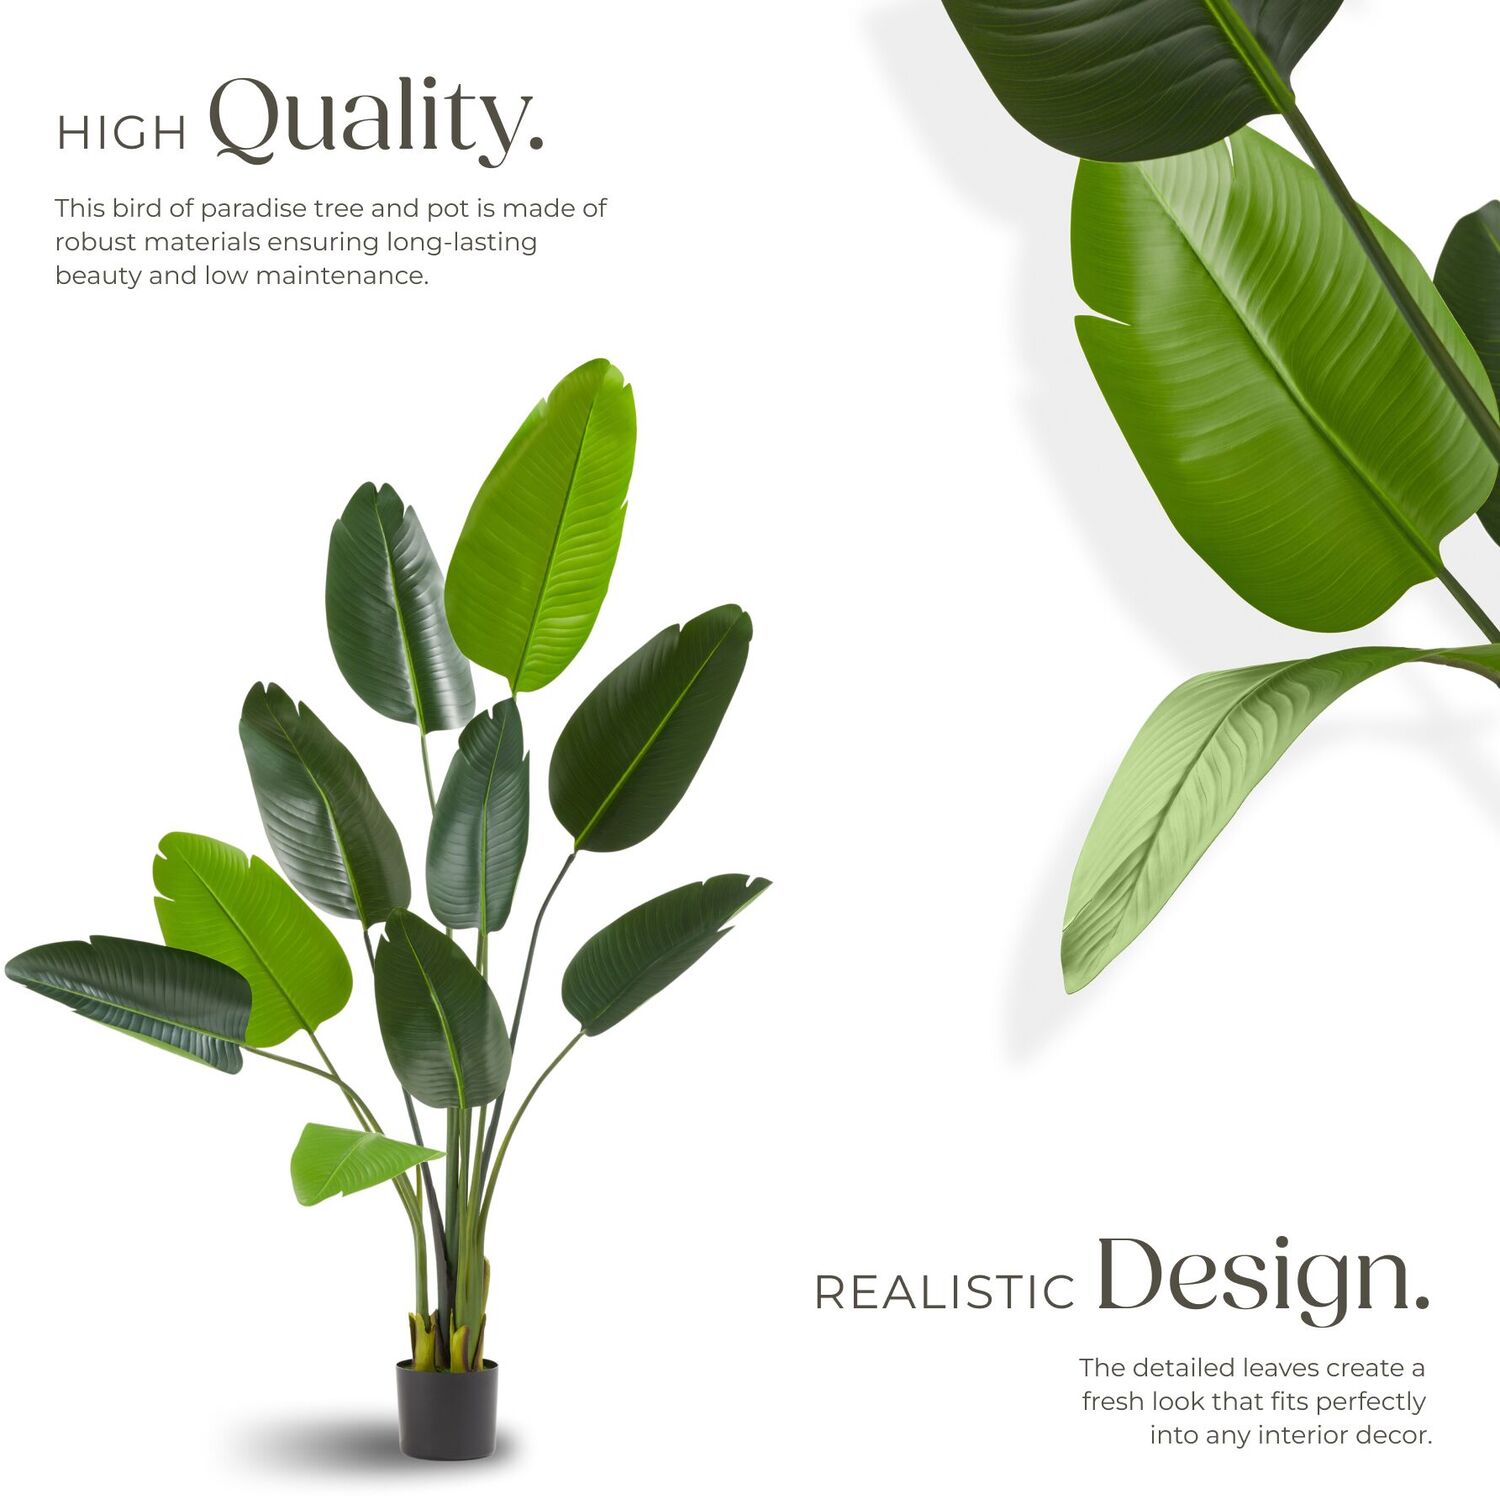 HIGH Quality.
This bird of paradise tree and pot is made of
robust materials ensuring long-lasting
beauty and low maintenance.
REALISTIC Design.
The detailed leaves create a
fresh look that fits perfectly
into any interior decor.